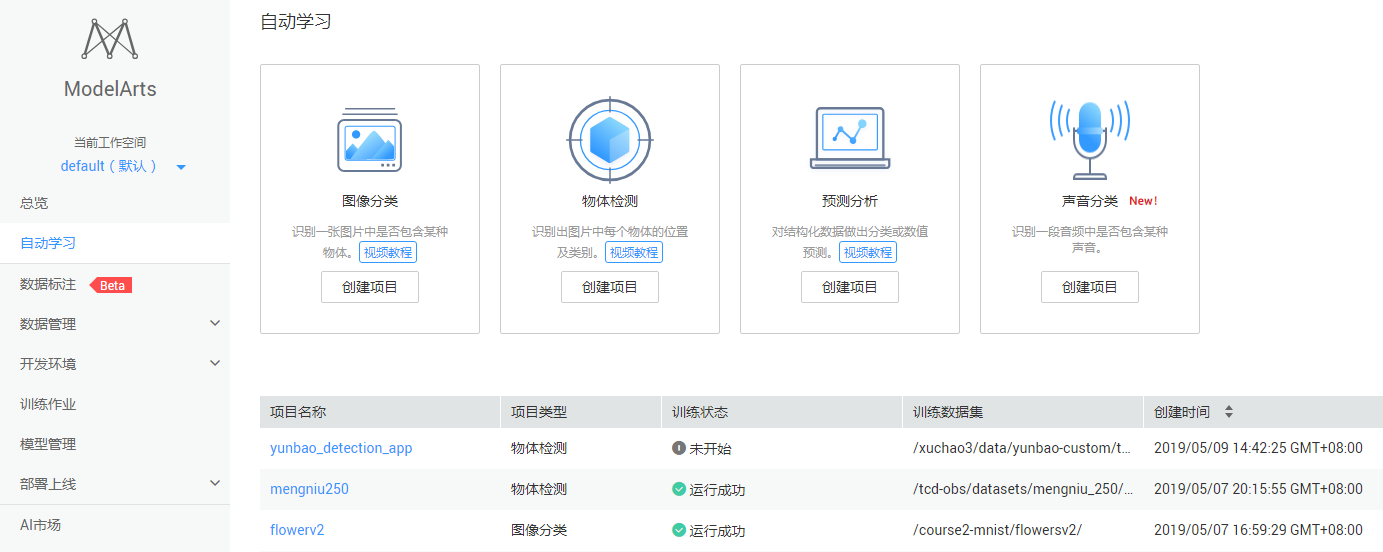 ModelArts
当前工作空间
default（默认）
总览
自动学习
数据标注 Beta
数据管理
开发环境
训练作业
模型管理
部署上线
AI市场
自动学习
图像分类
识别一张图片中是否包含某种
物体。 视频教程
创建项目
物体检测
识别出图片中每个物体的位置
及类别。 视频教程
创建项目
预测分析
对结构化数据做出分类或数值
预测。 视频教程
创建项目
声音分类 New!
识别一段音频中是否包含某种
声音。
创建项目
项目名称 项目类型 训练状态 训练数据集 创建时间
yunbao_detection_app 物体检测 未开始 /xuchao3/data/yunbao-custom/t... 2019/05/09 14:42:25 GMT+08:00
mengniu250 物体检测 运行成功 /tcd-obs/datasets/mengniu_250/... 2019/05/07 20:15:55 GMT+08:00
flowerv2 图像分类 运行成功 /course2-mnist/flowersv2/ 2019/05/07 16:59:29 GMT+08:00